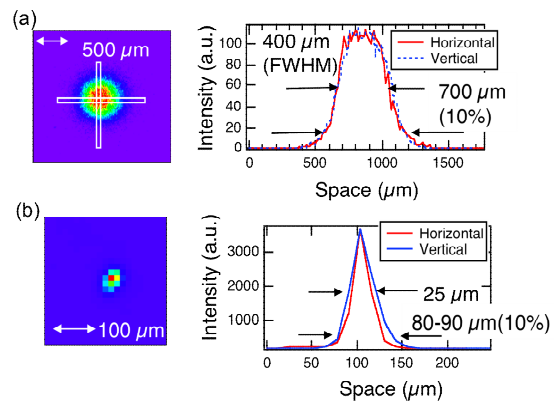 (a)
500 µm
Intensity (a.u.)
100
80
60
40
20
0
400 µm
(FWHM)
Horizontal
Vertical
700 µm
(10%)
0
500
1000
1500
Space (µm)
(b)
100 µm
Intensity (a.u.)
3000
2000
1000
Horizontal
Vertical
25 µm
80-90 µm(10%)
0
50
100
150
200
Space (µm)